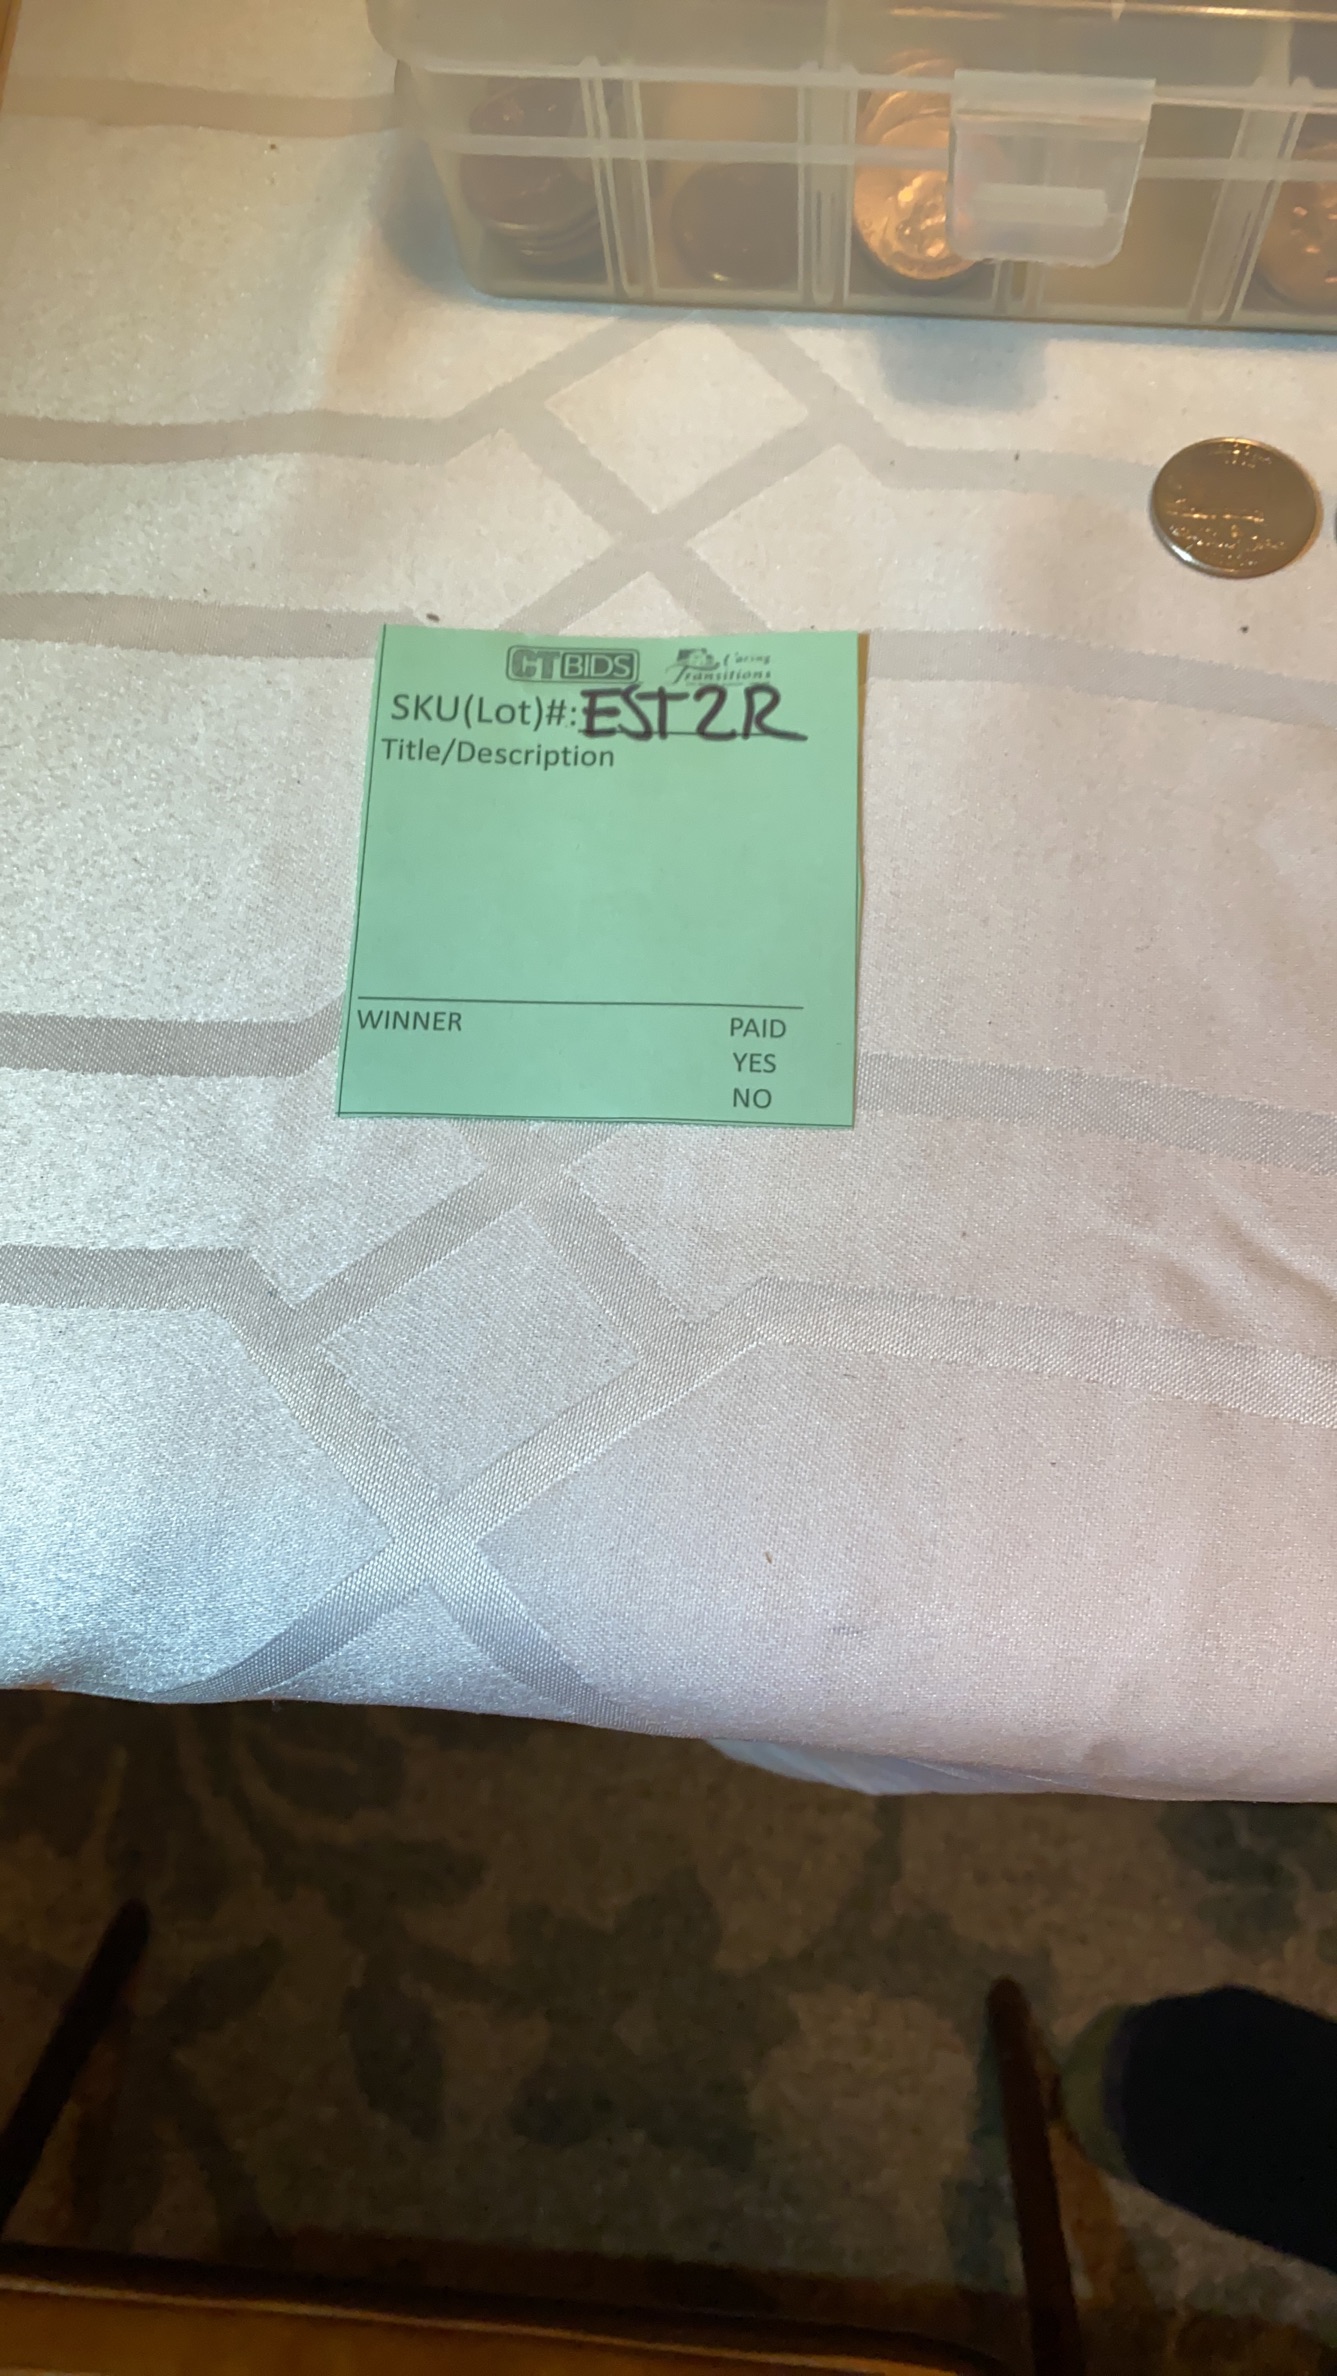 CTBIDS Caring Transitions
SKU(Lot)#: EST2R
Title/Description
WINNER PAID
YES
NO